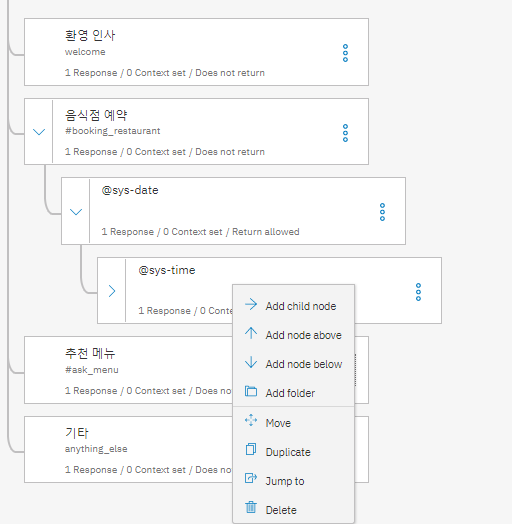 환영 인사
welcome
1 Response / 0 Context set / Does not return
음식점 예약
#booking_restaurant
1 Response / 0 Context set / Does not return
@sys-date
1 Response / 0 Context set / Return allowed
@sys-time
1 Response / 0 Conte
추천 메뉴
#ask_menu
1 Response / 0 Context set / Does no
기타
anything_else
1 Response / 0 Context set / Does no
Add child node
Add node above
Add node below
Add folder
Move
Duplicate
Jump to
Delete